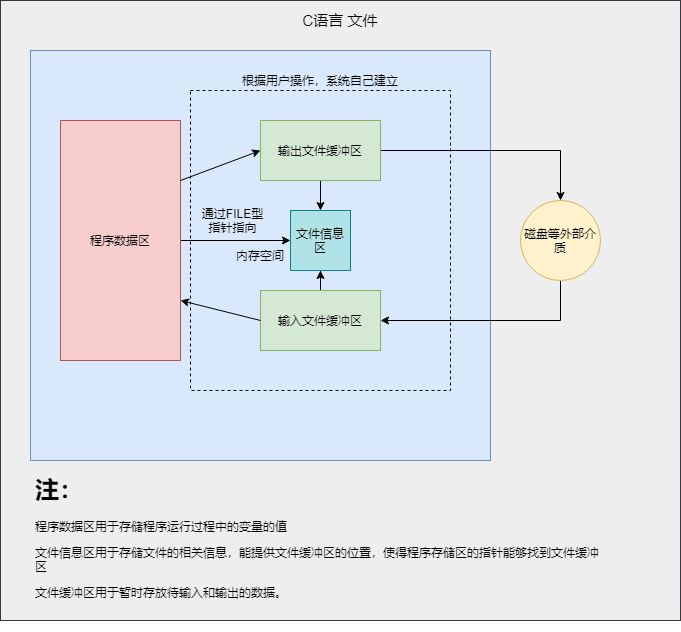 C语言 文件
根据用户操作，系统自己建立
输出文件缓冲区
通过FILE型
指针指向
程序数据区
文件信息
区
内存空间
磁盘等外部介
质
输入文件缓冲区
注：
程序数据区用于存储程序运行过程中的变量的值
文件信息区用于存储文件的相关信息，能提供文件缓冲区的位置，使得程序存储区的指针能够找到文件缓冲
区
文件缓冲区用于暂时存放待输入和输出的数据。